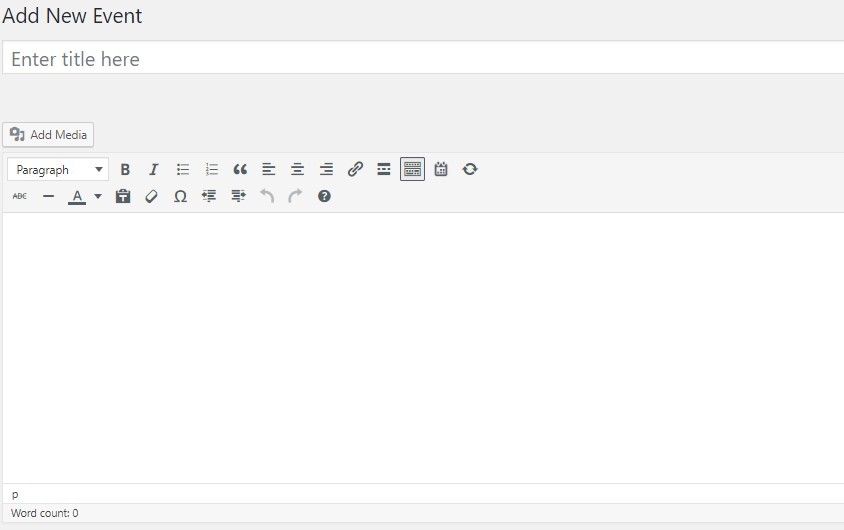 Add New Event
Enter title here
Add Media
Paragraph B I
ABC A Ω ?
p
Word count: 0